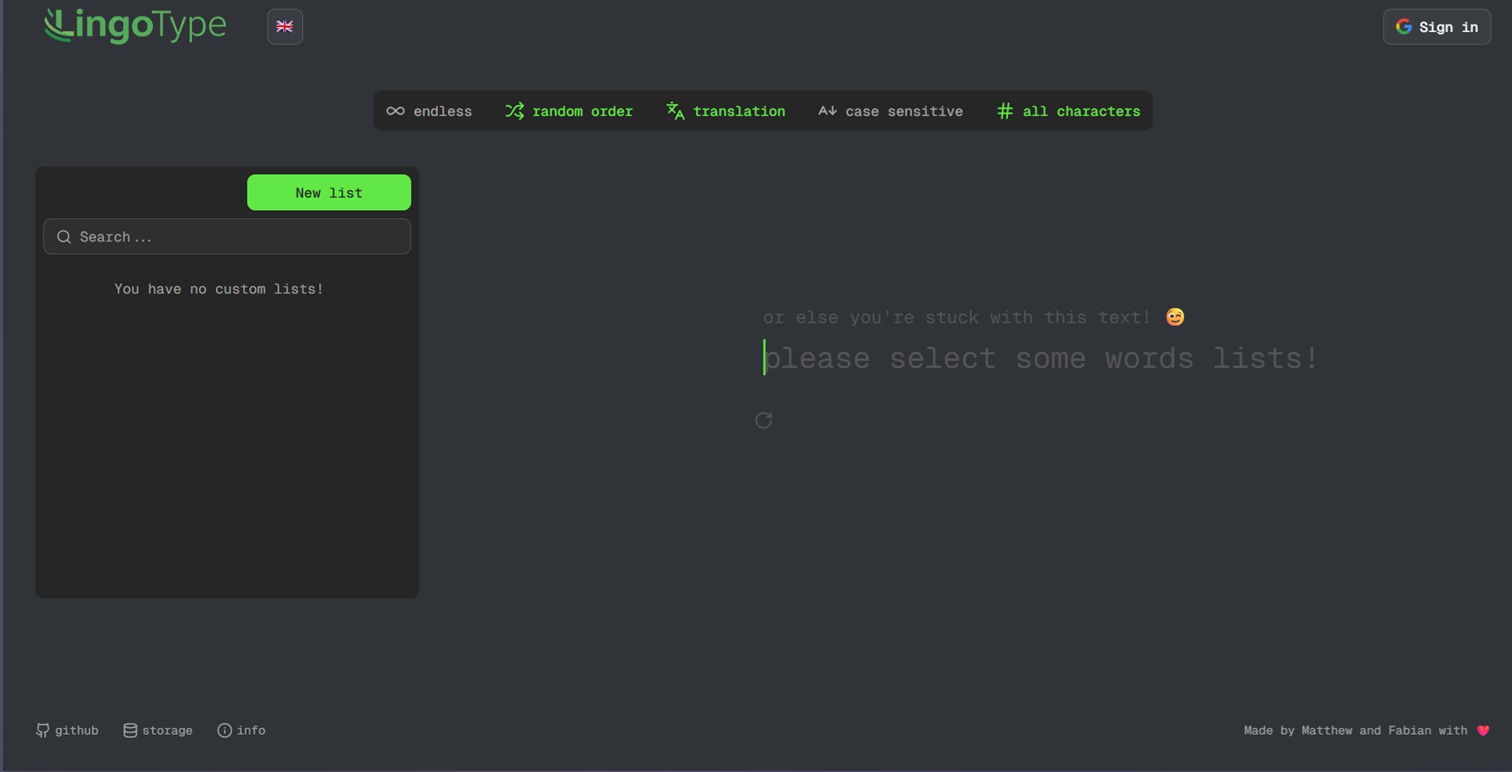 LingoType
Sign in
endless random order translation case sensitive all characters
New list
Search...
You have no custom lists!
or else you're stuck with this text! 😊
please select some words lists!
github storage info
Made by Matthew and Fabian with ❤️